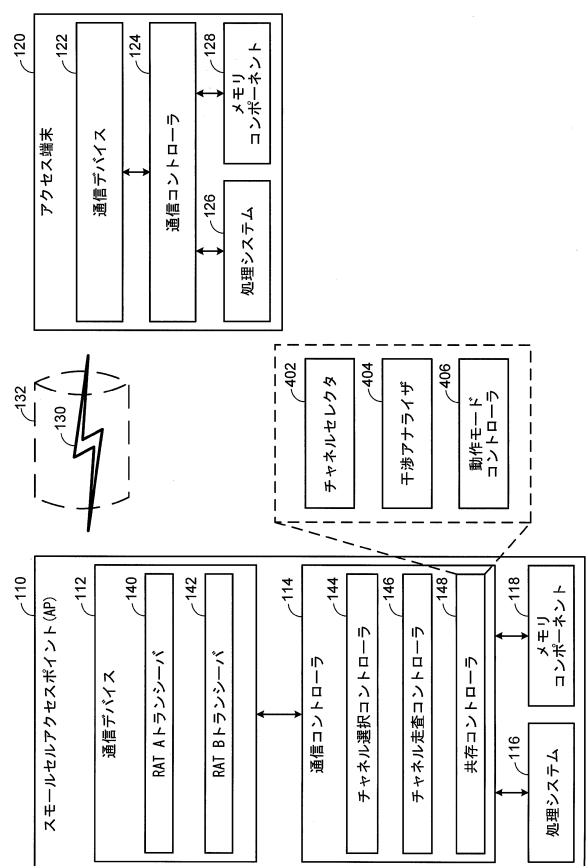 110
スモールセルアクセスポイント(AP)
112
通信デバイス
140
RAT Aトランシーバ
142
RAT Bトランシーバ
114
通信コントローラ
144
チャネル選択コントローラ
146
チャネル走査コントローラ
148
共存コントローラ
116
処理システム
118
メモリ
コンポーネント
132
130
402
チャネルセレクタ
404
干渉アナライザ
406
動作モード
コントローラ
120
アクセス端末
122
通信デバイス
124
通信コントローラ
126
処理システム
128
メモリ
コンポーネント